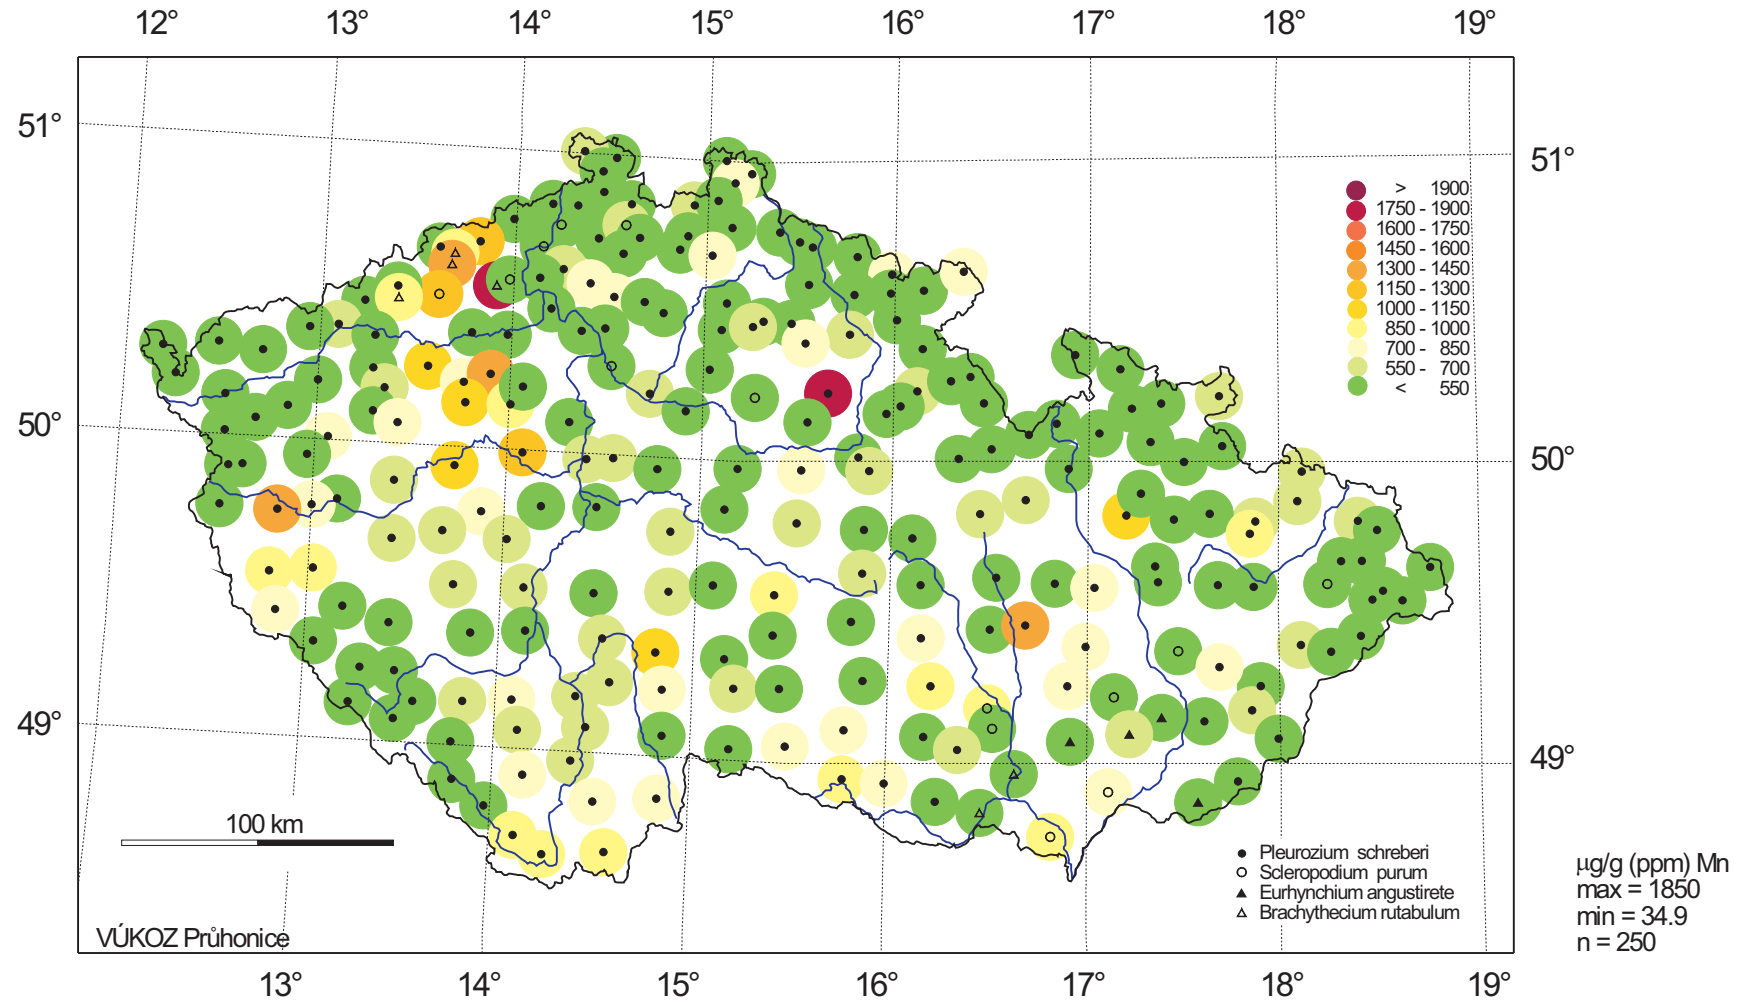 12° 13° 14° 15° 16° 17° 18° 19°
51°
51°
50°
50°
49°
49°
> 1900
1750 - 1900
1600 - 1750
1450 - 1600
1300 - 1450
1150 - 1300
1000 - 1150
850 - 1000
700 - 850
550 - 700
< 550
100 km
Pleurozium schreberi
Scleropodium purum
Eurhynchium angustirete
Brachythecium rutabulum
µg/g (ppm) Mn
max = 1850
min = 34.9
n = 250
VÚKOZ Průhonice
13° 14° 15° 16° 17° 18° 19°